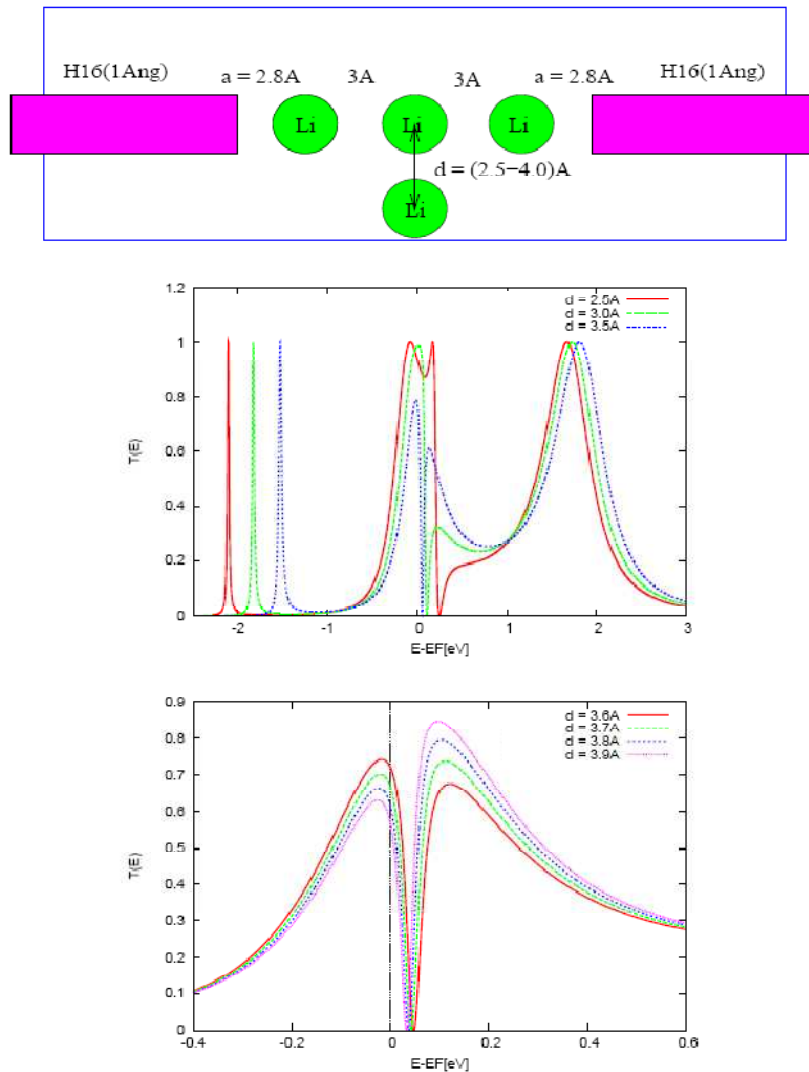 H16(1Ang) a = 2.8A 3A 3A a = 2.8A H16(1Ang)
Li Li Li
d = (2.5−4.0)A
Li
1.2
1
0.8
0.6
0.4
0.2
0
T(E)
d = 2.5A
d = 3.0A
d = 3.5A
-2 -1 0 1 2 3
E-EF[eV]
0.9
0.8
0.7
0.6
0.5
0.4
0.3
0.2
0.1
0
T(E)
d = 3.6A
d = 3.7A
d = 3.8A
d = 3.9A
-0.4 -0.2 0 0.2 0.4 0.6
E-EF[eV]